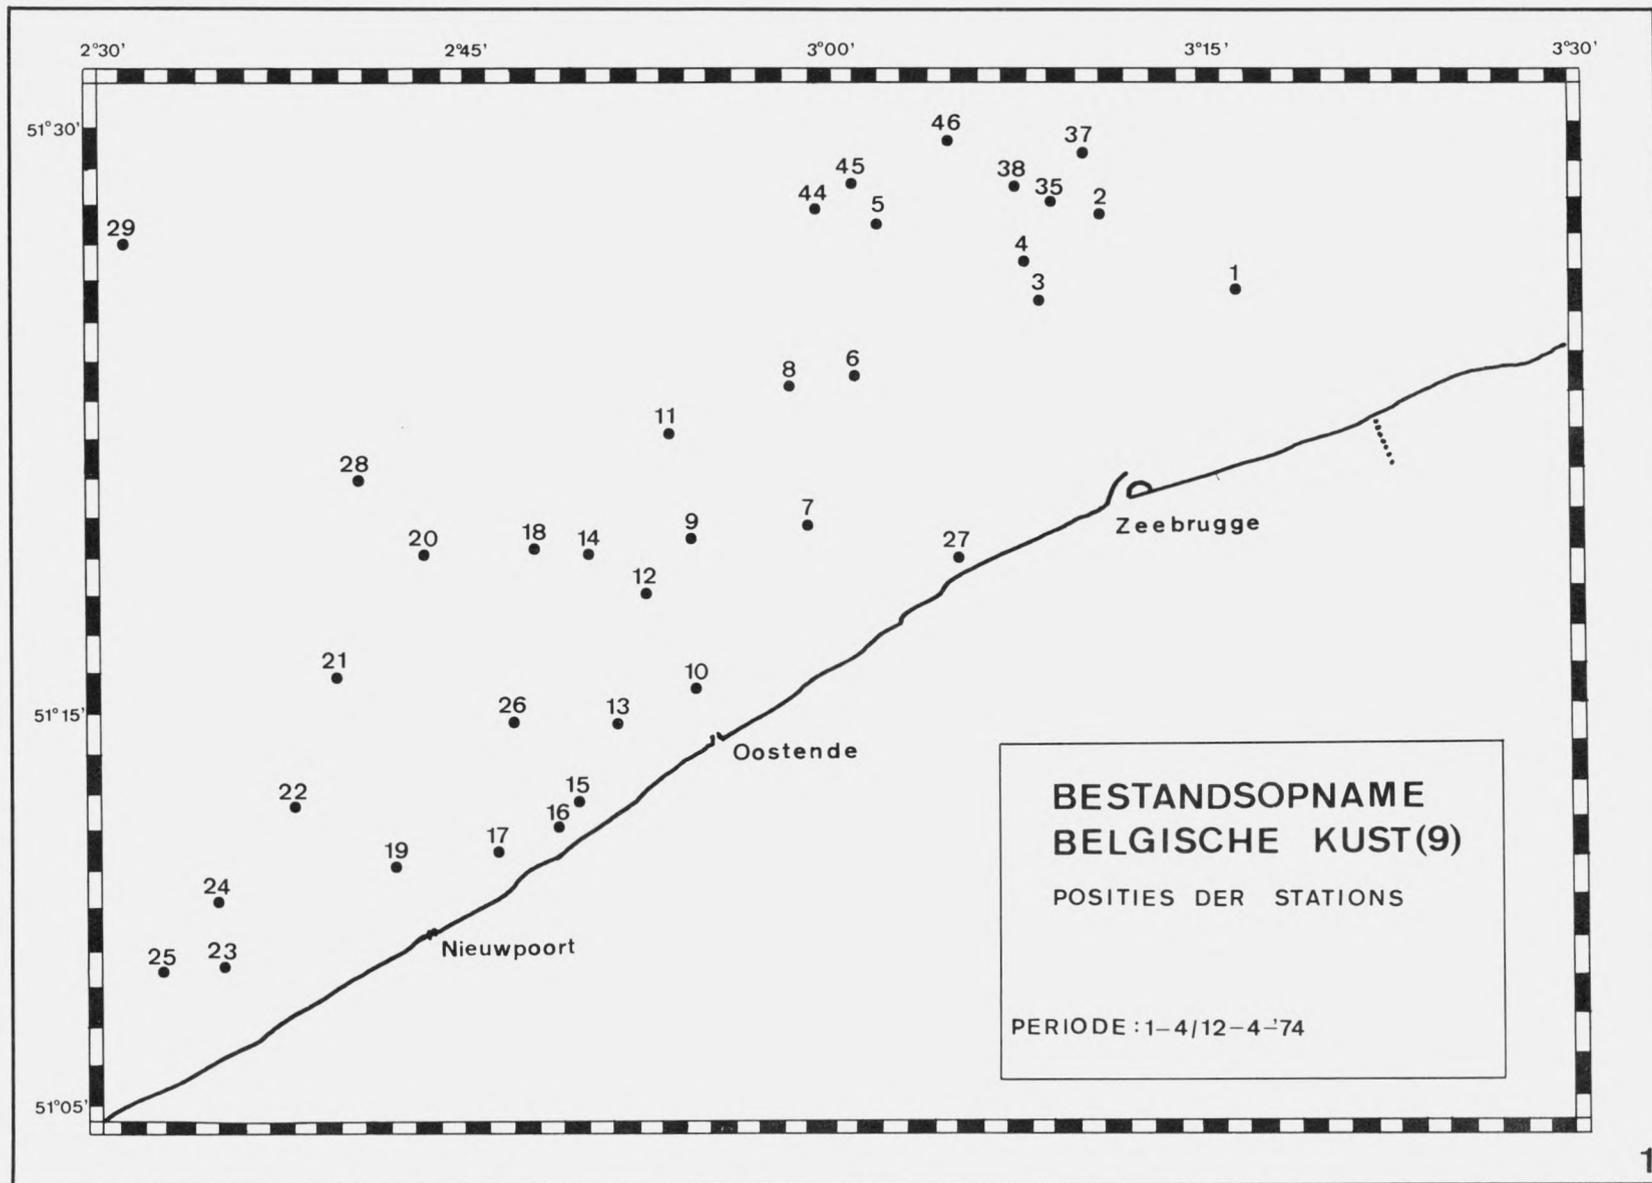 2°30' 2°45' 3°00' 3°15' 3°30'
51°30'
46 37
45 38
44 5 35 2
29
4
3 1
8 6
11
28
20 18 14 9 7 27
12
Zeebrugge
21
10
26 13
51°15'
Oostende
22
15
16
17
19
24
25 23
Nieuwpoort
51°05'
BESTANDSOPNAME
BELGISCHE KUST(9)
POSITIES DER STATIONS
PERIODE : 1-4/12-4-'74
1